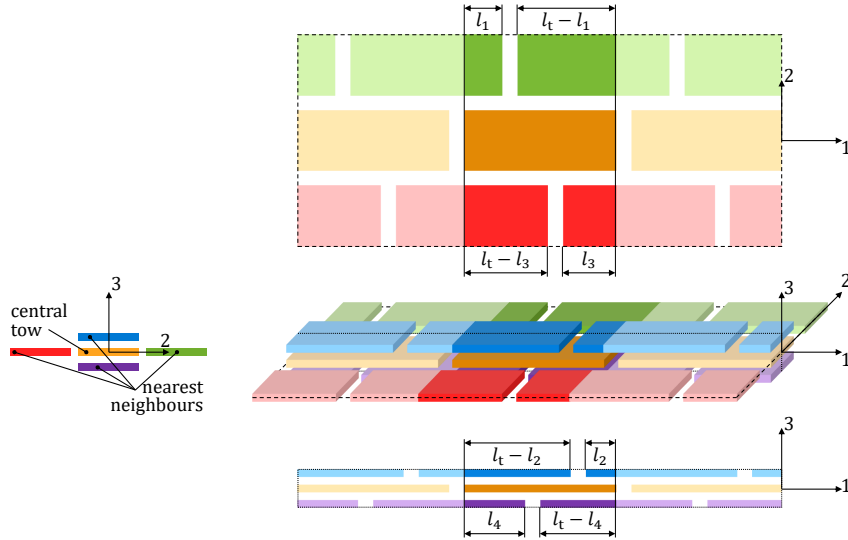 l₁
lₜ − l₁
2
1
lₜ − l₃
l₃
3
central
tow
2
nearest
neighbours
2
3
1
3
lₜ − l₂
l₂
1
l₄
lₜ − l₄